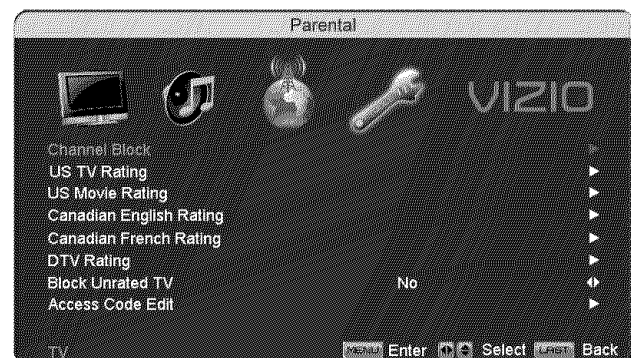 Parental
VIZIO
Channel Block
US TV Rating
US Movie Rating
Canadian English Rating
Canadian French Rating
DTV Rating
Block Unrated TV No
Access Code Edit
TV MENU Enter Select LAST Back